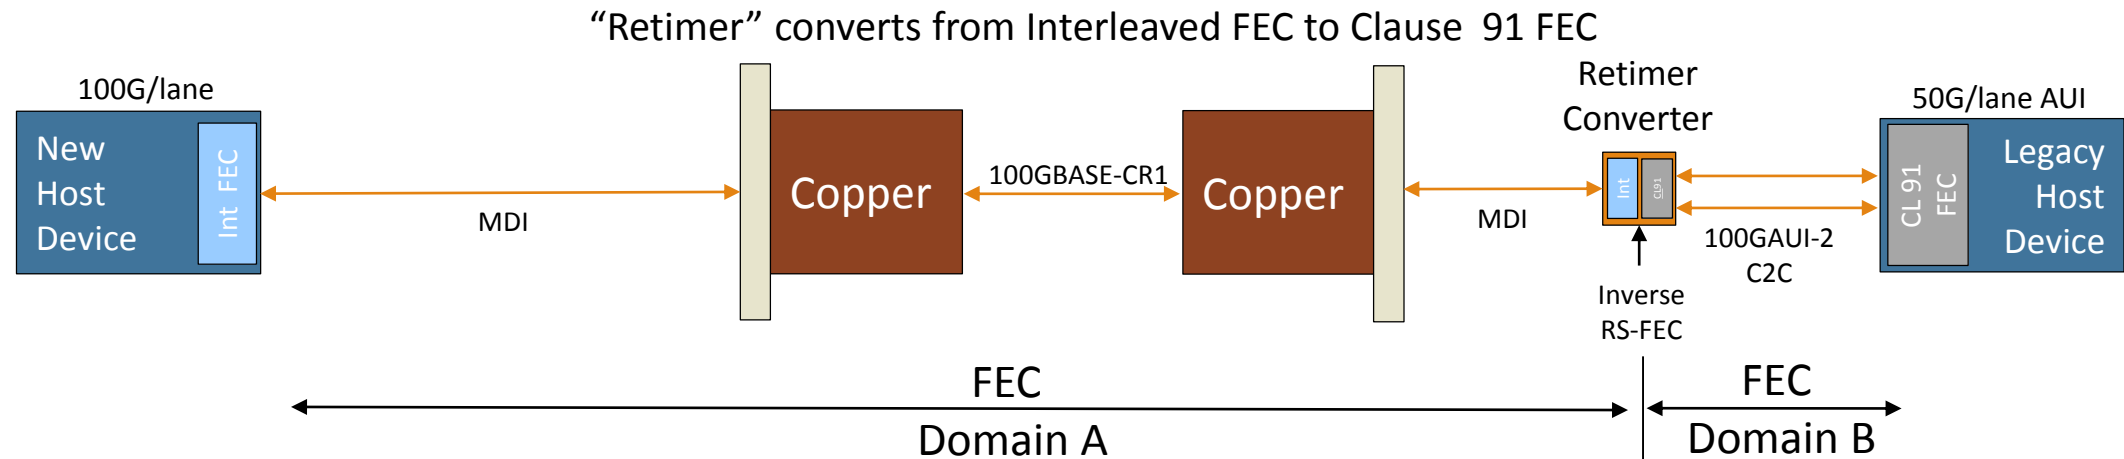 “Retimer” converts from Interleaved FEC to Clause 91 FEC
100G/lane
New
Host
Device
Int FEC
MDI
Copper
100GBASE-CR1
Copper
MDI
Retimer
Converter
Int
CL91
Inverse
RS-FEC
100GAUI-2
C2C
50G/lane AUI
CL 91
FEC
Legacy
Host
Device
FEC
Domain A
FEC
Domain B